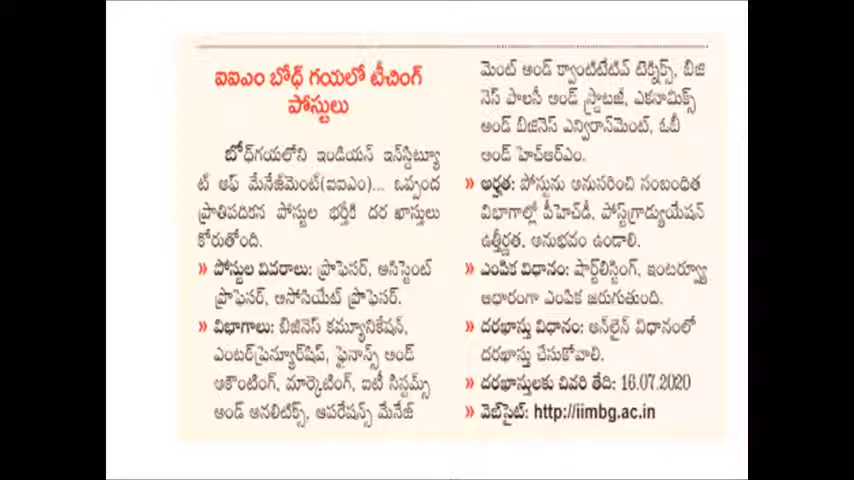 ఐఐఎం బోధ్ గయలో టీచింగ్
పోస్టులు
బోధ్‌గయలోని ఇండియన్ ఇన్‌స్టిట్యూ
ట్ ఆఫ్ మేనేజ్‌మెంట్(ఐఐఎం)... ఒప్పంద
ప్రాతిపదికన పోస్టుల భర్తీకి దర ఖాస్తులు
కోరుతోంది.
» పోస్టుల వివరాలు: ప్రొఫెసర్, అసిస్టెంట్
ప్రొఫెసర్, అసోసియేట్ ప్రొఫెసర్.
» విభాగాలు: బిజినెస్ కమ్యూనికేషన్,
ఎంటర్‌ప్రెన్యూర్‌షిప్, ఫైనాన్స్ అండ్
అకౌంటింగ్, మార్కెటింగ్, ఐటీ సిస్టమ్స్
అండ్ అనలిటిక్స్, ఆపరేషన్స్ మేనేజ్
మెంట్ అండ్ క్వాంటిటేటివ్ టెక్నిక్స్, బిజి
నెస్ పాలసీ అండ్ స్ట్రాటజీ, ఎకనామిక్స్
అండ్ బిజినెస్ ఎన్విరాన్‌మెంట్, ఓబీ
అండ్ హెచ్ఆర్ఎం.
» అర్హత: పోస్టును అనుసరించి సంబంధిత
విభాగాల్లో పీహెచ్‌డీ, పోస్ట్‌గ్రాడ్యుయేషన్
ఉత్తీర్ణత, అనుభవం ఉండాలి.
» ఎంపిక విధానం: షార్ట్‌లిస్టింగ్, ఇంటర్వ్యూ
ఆధారంగా ఎంపిక జరుగుతుంది.
» దరఖాస్తు విధానం: ఆన్‌లైన్ విధానంలో
దరఖాస్తు చేసుకోవాలి.
» దరఖాస్తులకు చివరి తేది: 16.07.2020
» వెబ్‌సైట్: http://iimbg.ac.in